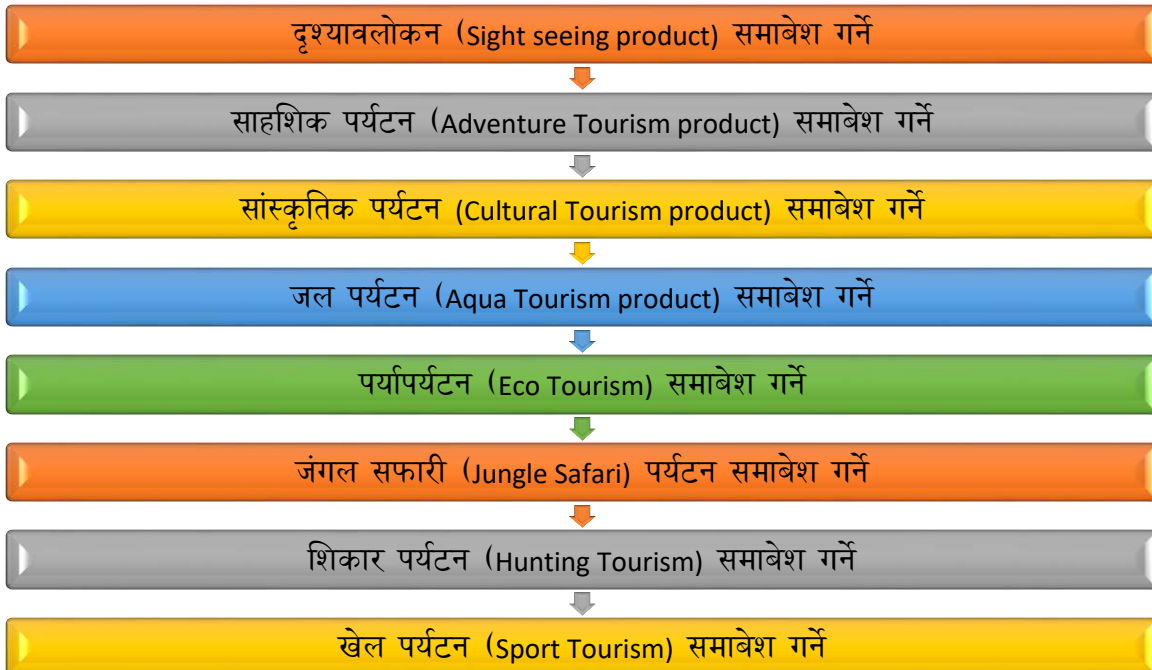 दृश्यावलोकन (Sight seeing product) समाबेश गर्ने
साहशिक पर्यटन (Adventure Tourism product) समाबेश गर्ने
सांस्कृतिक पर्यटन (Cultural Tourism product) समाबेश गर्ने
जल पर्यटन (Aqua Tourism product) समाबेश गर्ने
पर्यापर्यटन (Eco Tourism) समाबेश गर्ने
जंगल सफारी (Jungle Safari) पर्यटन समाबेश गर्ने
शिकार पर्यटन (Hunting Tourism) समाबेश गर्ने
खेल पर्यटन (Sport Tourism) समाबेश गर्ने